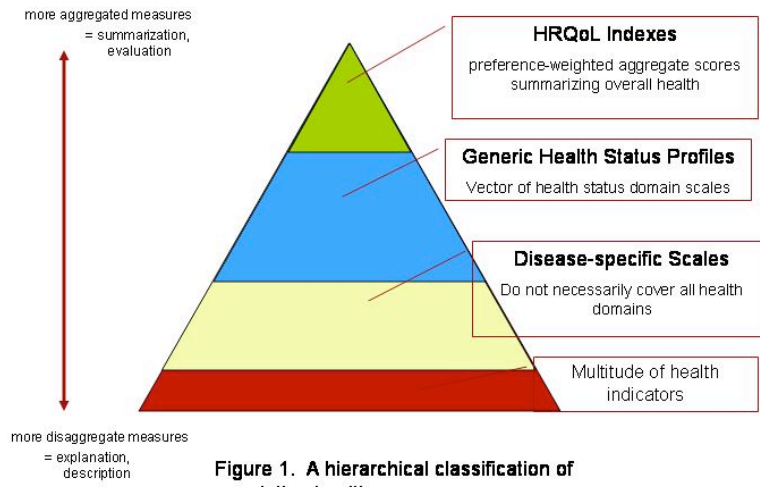 more aggregated measures
= summarization,
evaluation
HRQoL Indexes
preference-weighted aggregate scores
summarizing overall health
Generic Health Status Profiles
Vector of health status domain scales
Disease-specific Scales
Do not necessarily cover all health
domains
Multitude of health
indicators
more disaggregate measures
= explanation,
description
Figure 1. A hierarchical classification of